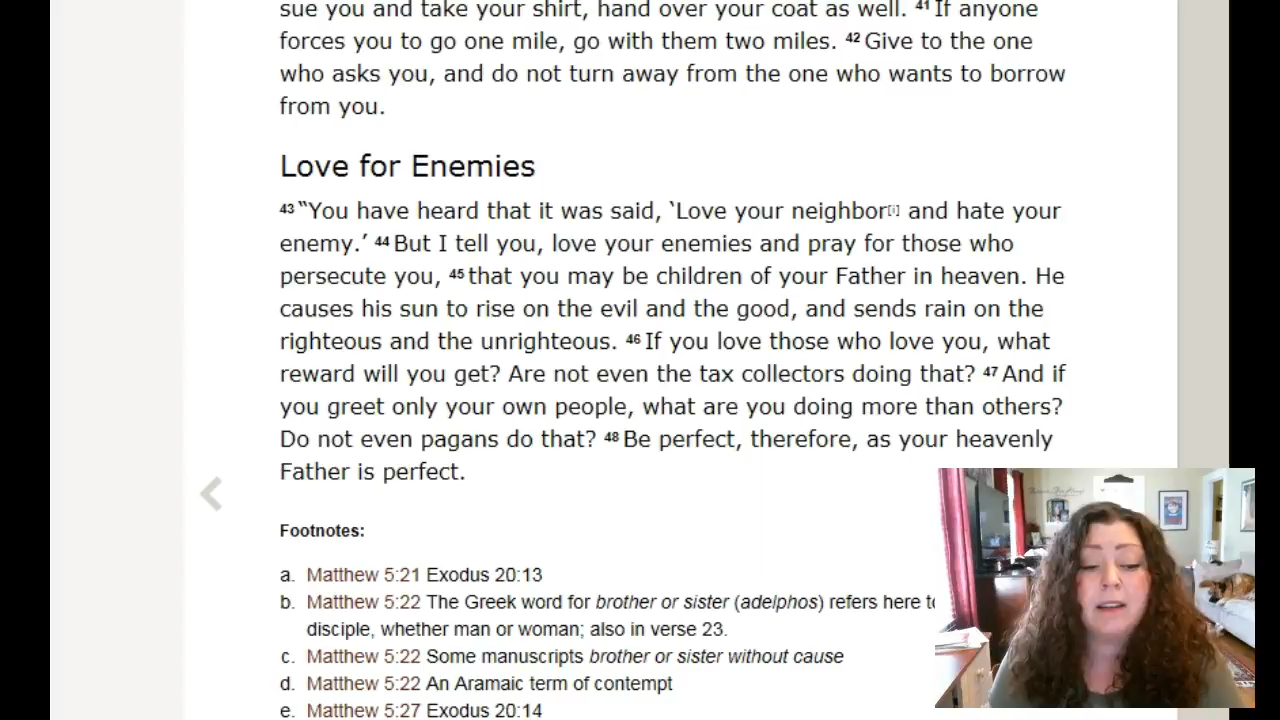 sue you and take your shirt, hand over your coat as well. 41 If anyone
forces you to go one mile, go with them two miles. 42 Give to the one
who asks you, and do not turn away from the one who wants to borrow
from you.
Love for Enemies
43 “You have heard that it was said, ‘Love your neighbor[i] and hate your
enemy.’ 44 But I tell you, love your enemies and pray for those who
persecute you, 45 that you may be children of your Father in heaven. He
causes his sun to rise on the evil and the good, and sends rain on the
righteous and the unrighteous. 46 If you love those who love you, what
reward will you get? Are not even the tax collectors doing that? 47 And if
you greet only your own people, what are you doing more than others?
Do not even pagans do that? 48 Be perfect, therefore, as your heavenly
Father is perfect.
Footnotes:
a. Matthew 5:21 Exodus 20:13
b. Matthew 5:22 The Greek word for brother or sister (adelphos) refers here
disciple, whether man or woman; also in verse 23.
c. Matthew 5:22 Some manuscripts brother or sister without cause
d. Matthew 5:22 An Aramaic term of contempt
e. Matthew 5:27 Exodus 20:14